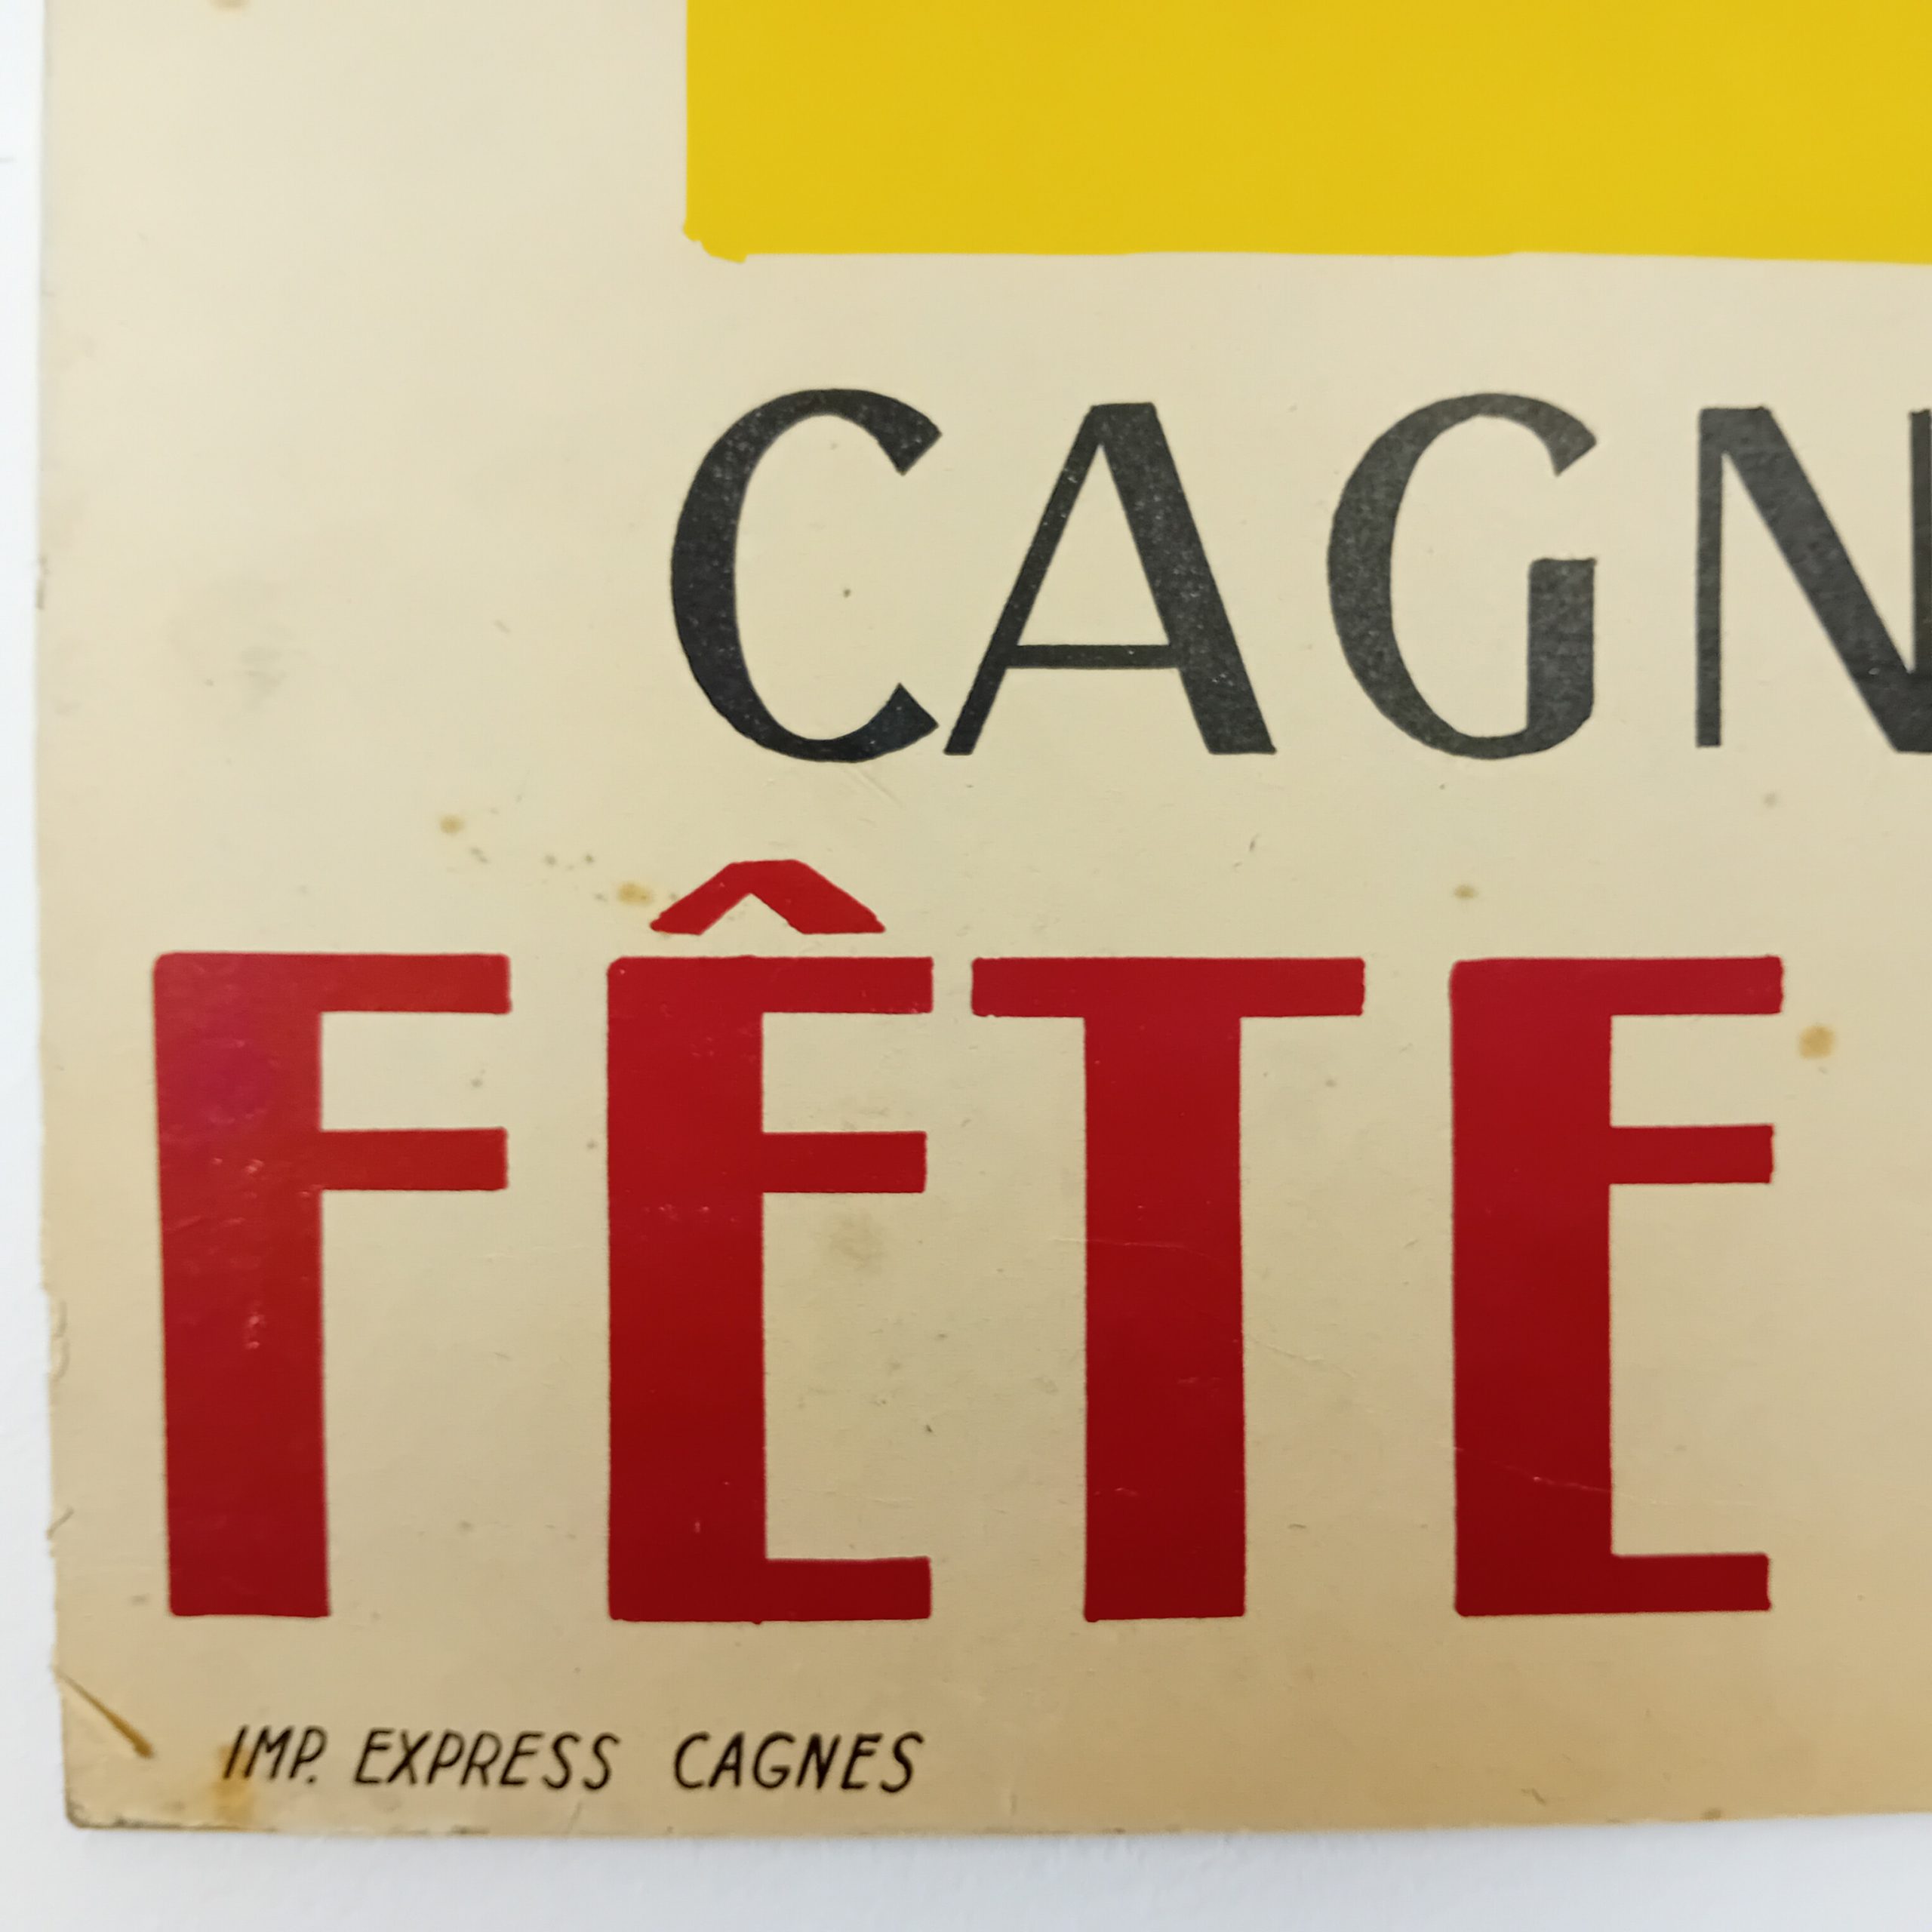 CAGN
FÊTE
IMP. EXPRESS CAGNES